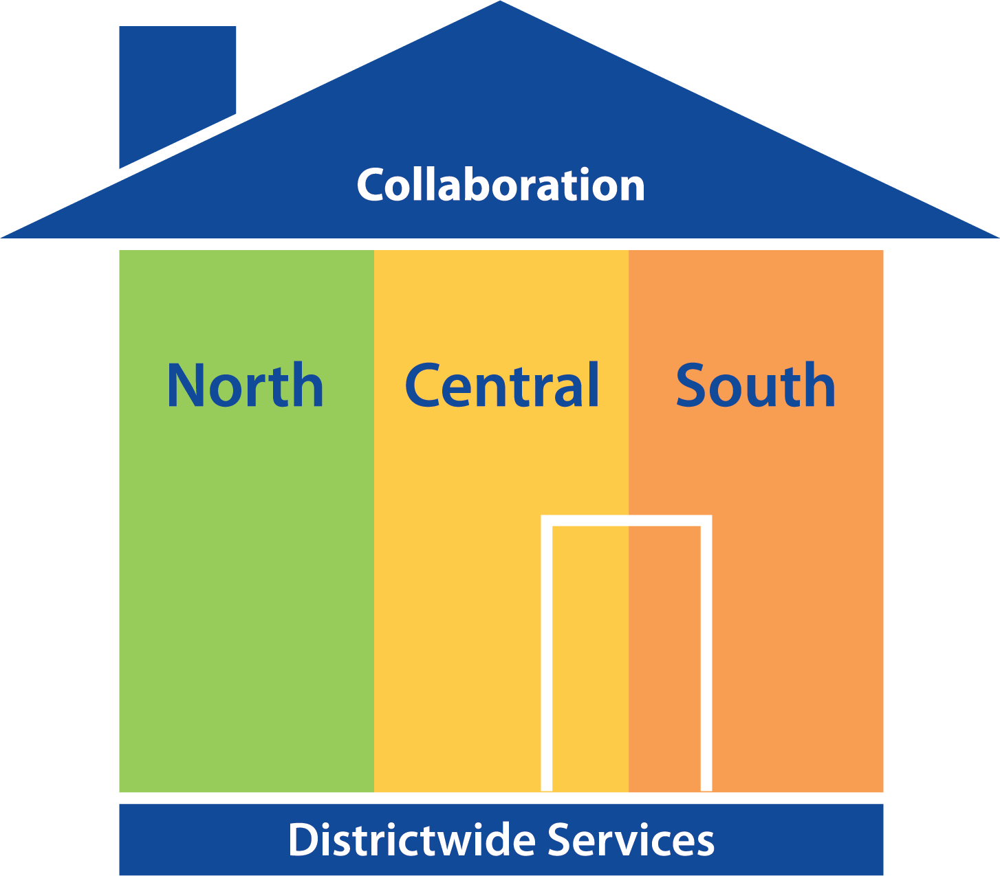 Collaboration
North Central South
Districtwide Services